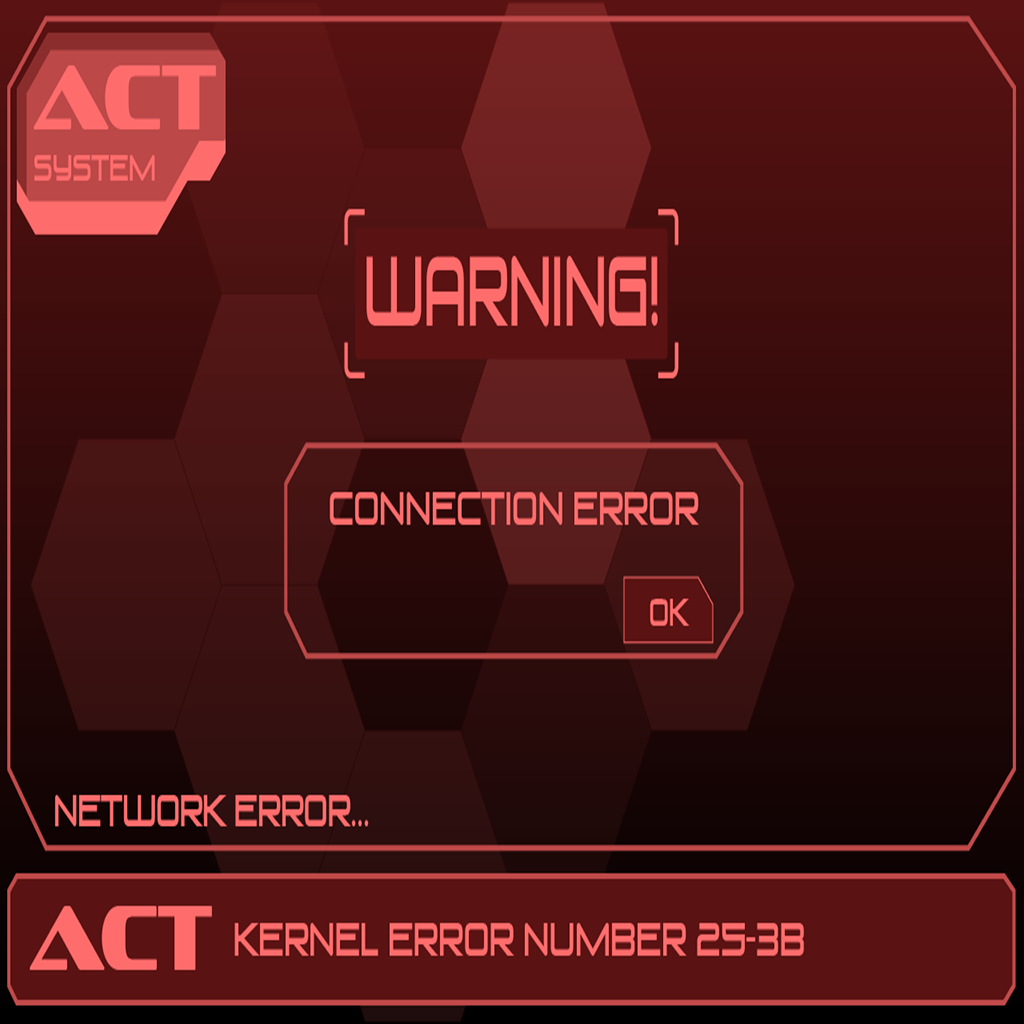 ACT
SYSTEM
WARNING!
CONNECTION ERROR
OK
NETWORK ERROR...
ACT KERNEL ERROR NUMBER 25-3B